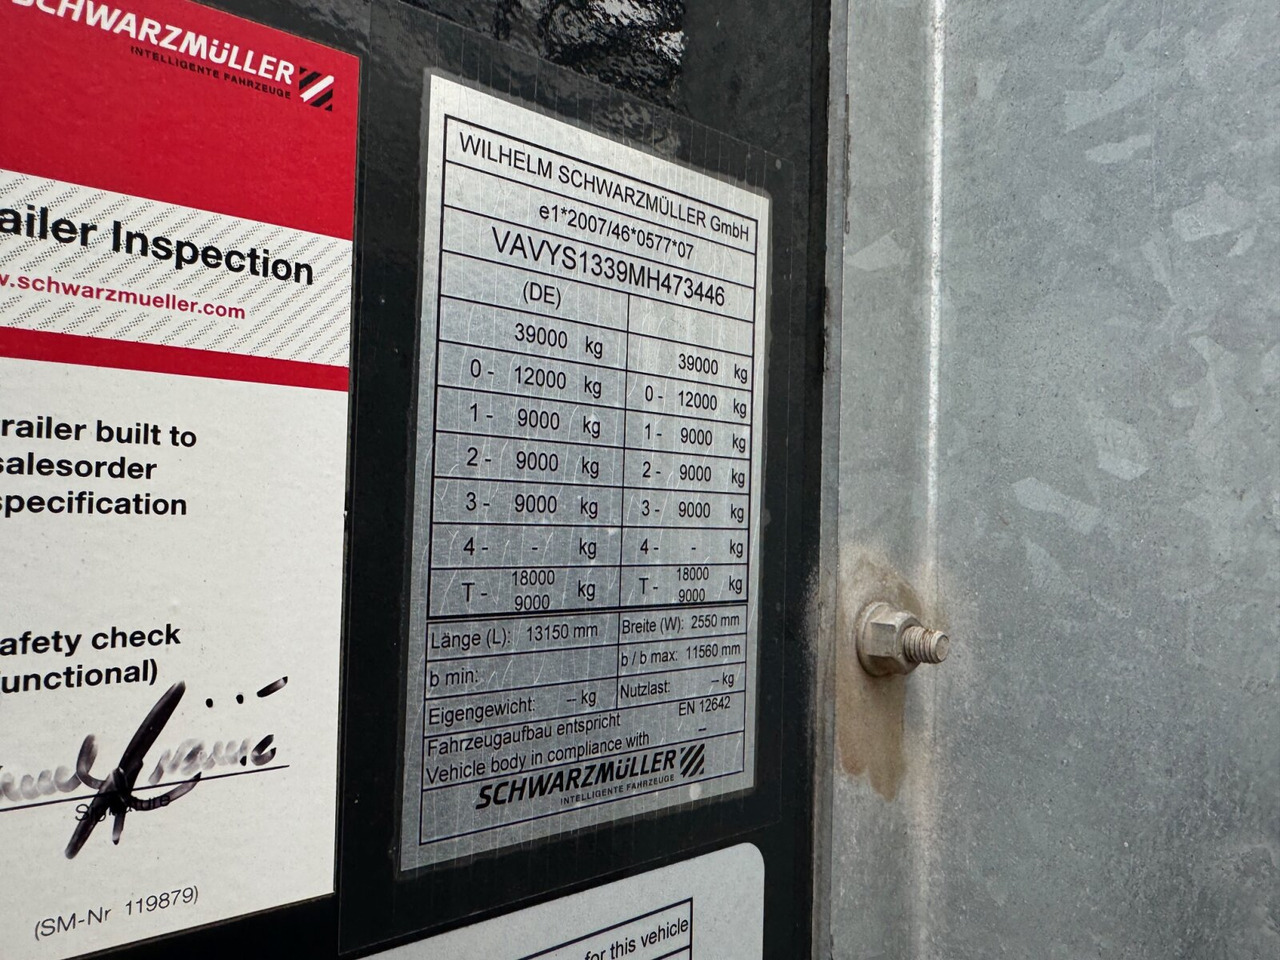 SCHWARZMÜLLER
INTELLIGENTE FAHRZEUGE
ailer Inspection
w.schwarzmueller.com
railer built to
salesorder
specification
afety check
unctional)
Signature
(SM-Nr 119879)
WILHELM SCHWARZMÜLLER GmbH
e1*2007/46*0577*07
VAVYS1339MH473446
(DE)
39000 kg 39000 kg
0 - 12000 kg 0 - 12000 kg
1 - 9000 kg 1 - 9000 kg
2 - 9000 kg 2 - 9000 kg
3 - 9000 kg 3 - 9000 kg
4 - - kg 4 - - kg
T - 18000 9000 kg T - 18000 9000 kg
Länge (L): 13150 mm Breite (W): 2550 mm
b min: b / b max: 11560 mm
Eigengewicht: -- kg Nutzlast: -- kg
Fahrzeugaufbau entspricht EN 12642
Vehicle body in compliance with --
SCHWARZMÜLLER
INTELLIGENTE FAHRZEUGE
for this vehicle